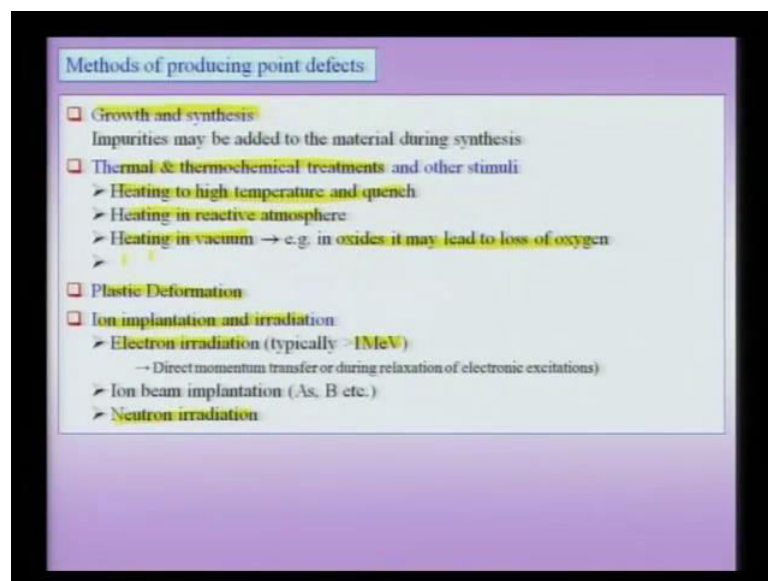 Methods of producing point defects
❑ Growth and synthesis
Impurities may be added to the material during synthesis
❑ Thermal & thermochemical treatments and other stimuli
➤ Heating to high temperature and quench
➤ Heating in reactive atmosphere
➤ Heating in vacuum → e.g. in oxides it may lead to loss of oxygen
➤
❑ Plastic Deformation
❑ Ion implantation and irradiation
➤ Electron irradiation (typically >1MeV)
→ Direct momentum transfer or during relaxation of electronic excitations)
➤ Ion beam implantation (As, B etc.)
➤ Neutron irradiation